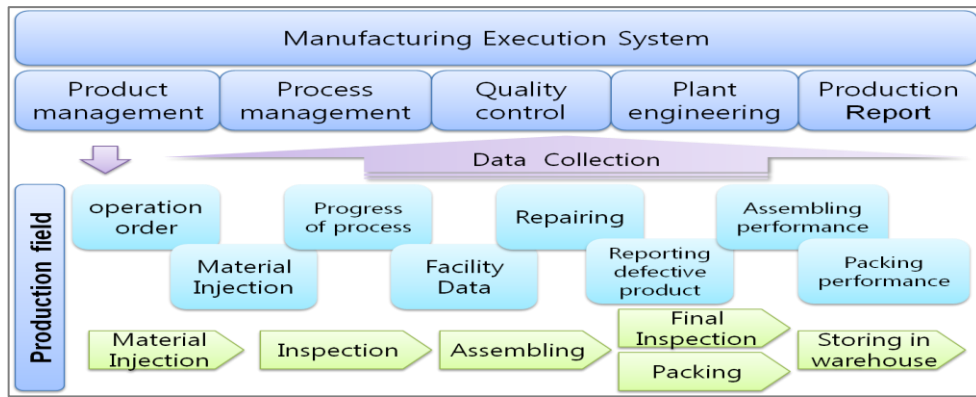 Manufacturing Execution System
Product
management
Process
management
Quality
control
Plant
engineering
Production
Report
Data Collection
Production field
operation
order
Material
Injection
Progress
of process
Facility
Data
Repairing
Reporting
defective
product
Assembling
performance
Packing
performance
Material
Injection
Inspection
Assembling
Final
Inspection
Packing
Storing in
warehouse